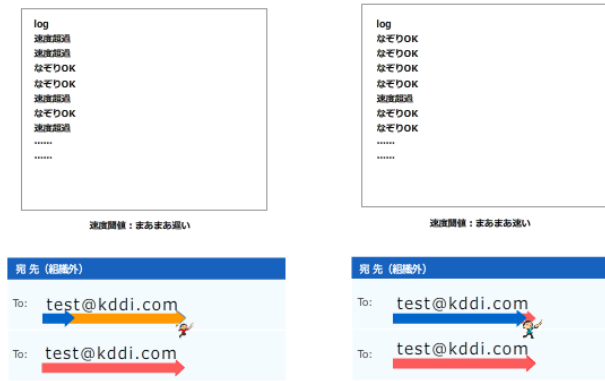 log
速度超過
速度超過
なぞりOK
なぞりOK
速度超過
なぞりOK
速度超過
......
......
速度閾値：まあまあ遅い
宛先（組織外）
To: test@kddi.com
To: test@kddi.com
log
なぞりOK
なぞりOK
なぞりOK
なぞりOK
速度超過
なぞりOK
なぞりOK
......
......
速度閾値：まあまあ速い
宛先（組織外）
To: test@kddi.com
To: test@kddi.com